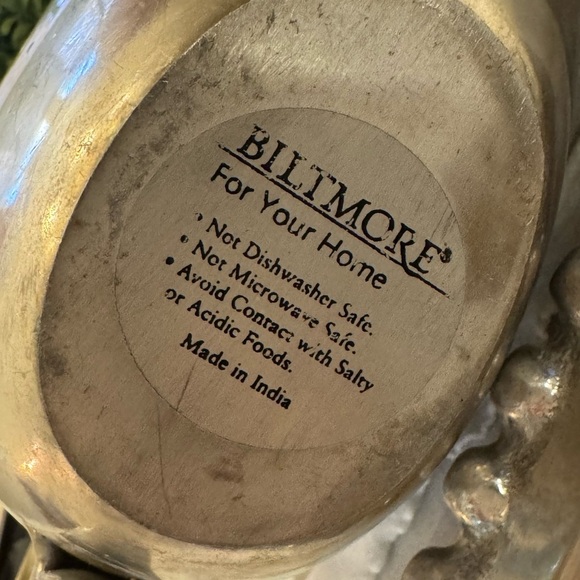 BILTMORE®
For Your Home
• Not Dishwasher Safe.
• Not Microwave Safe.
• Avoid Contact with Salty
or Acidic Foods.
Made in India